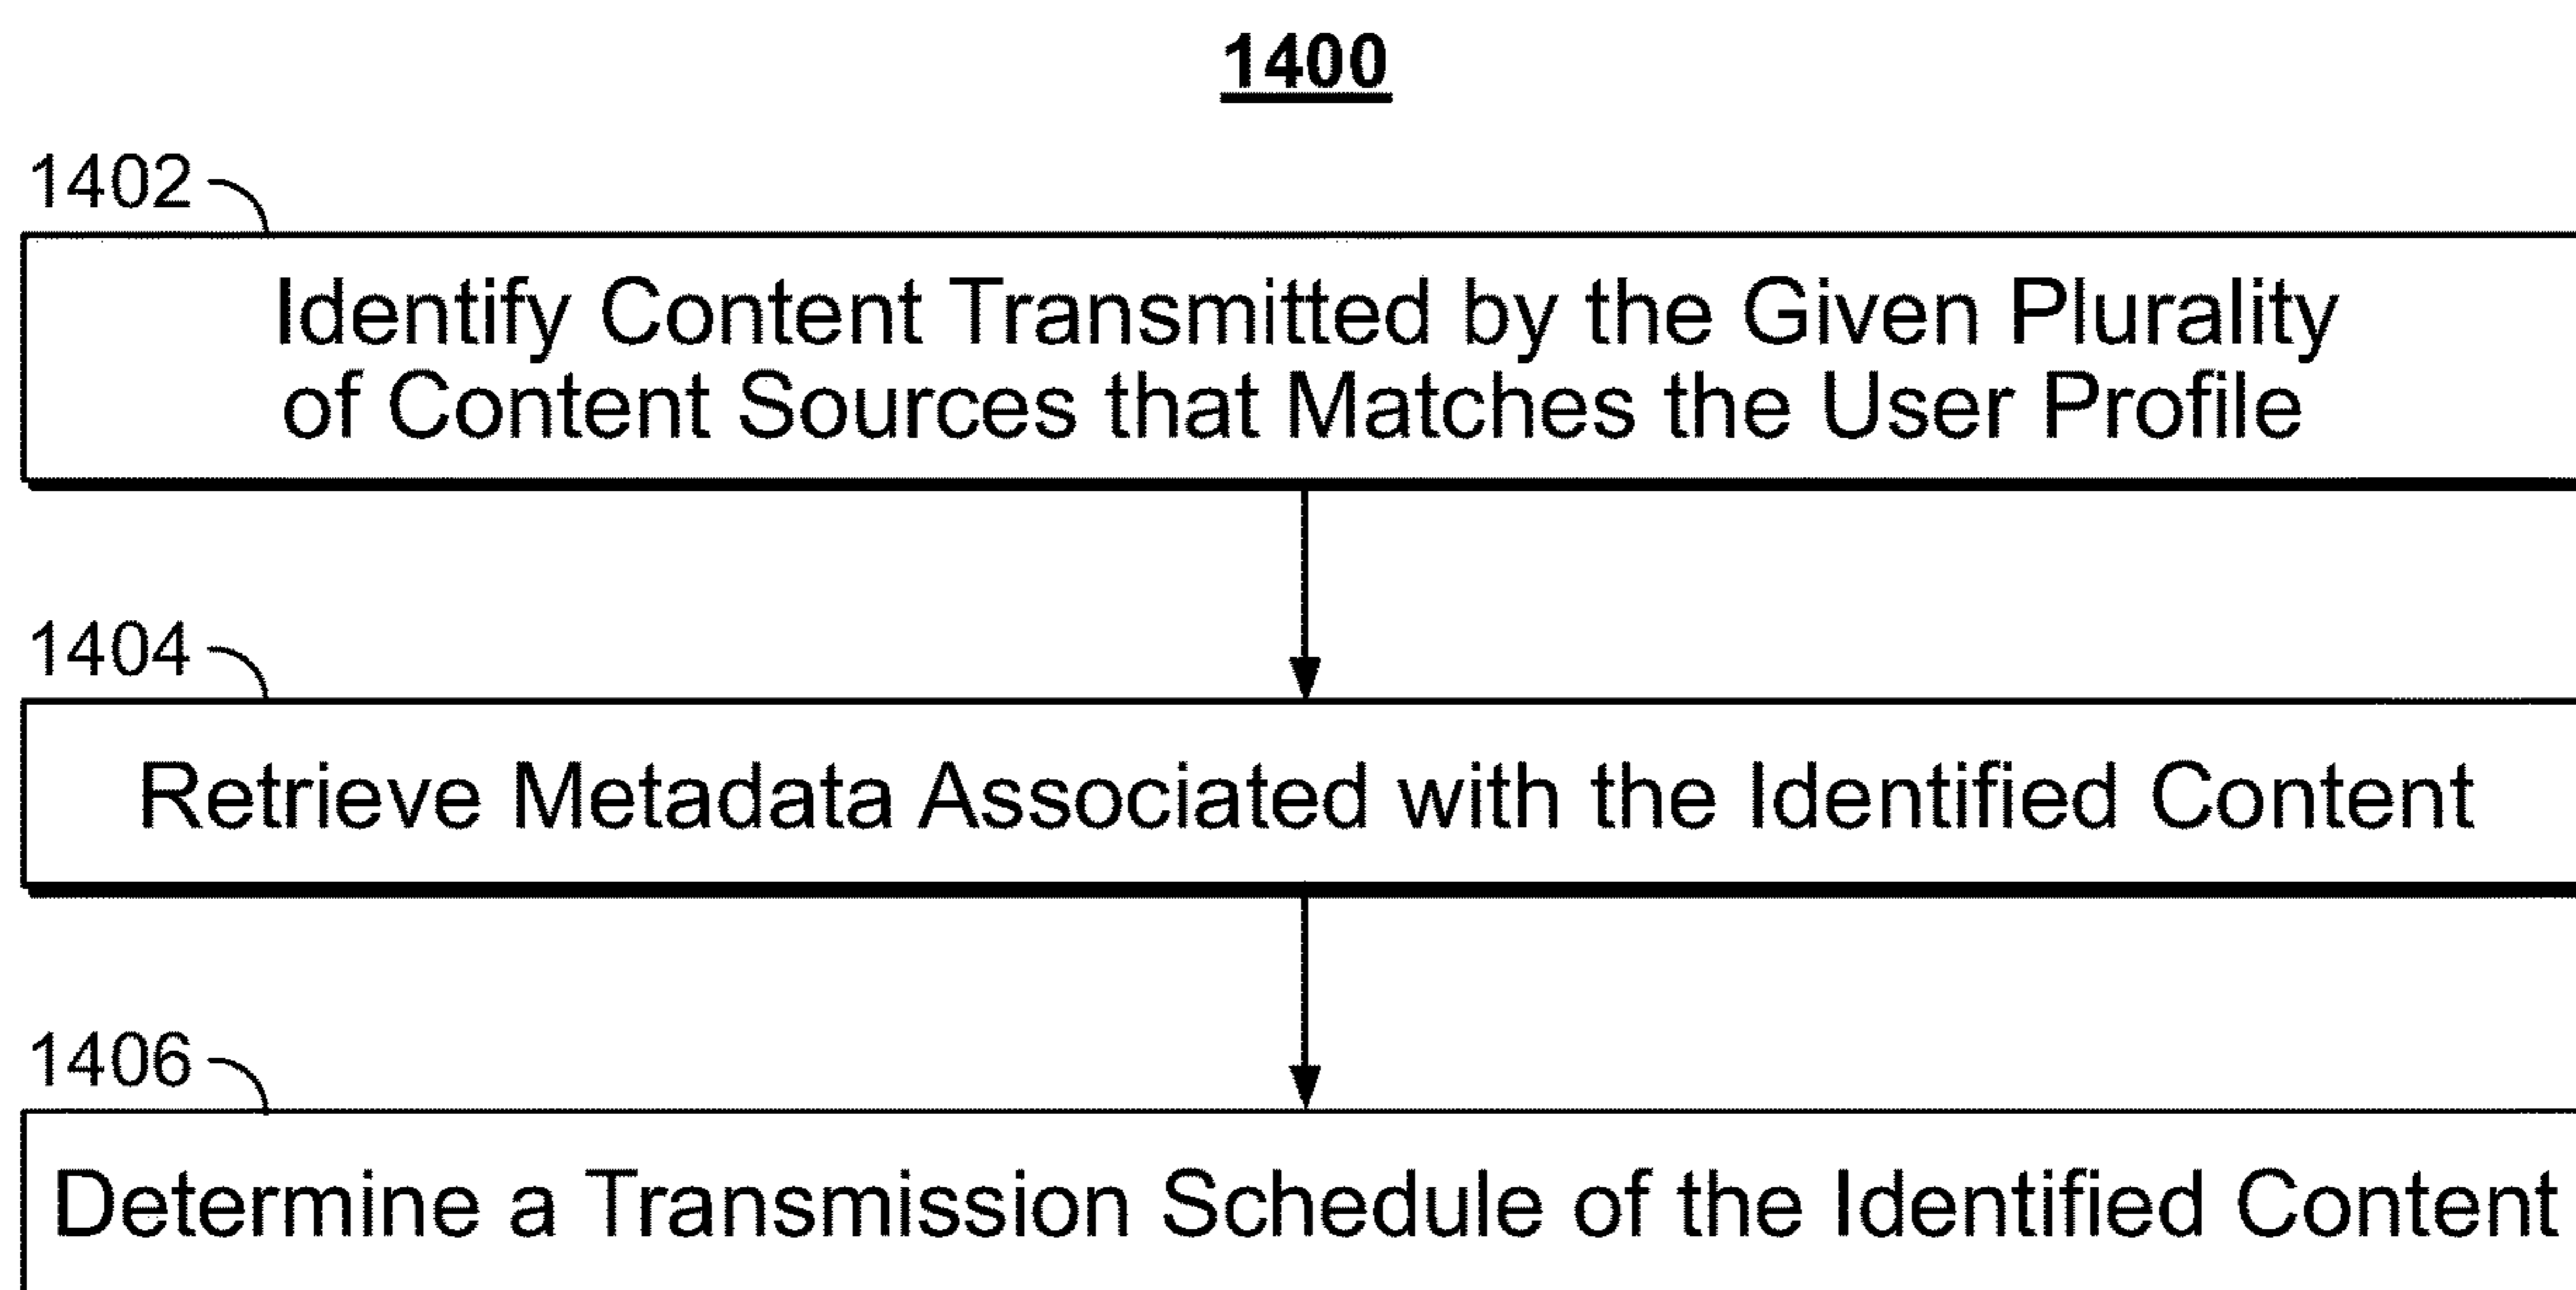 1400
1402
Identify Content Transmitted by the Given Plurality
of Content Sources that Matches the User Profile
1404
Retrieve Metadata Associated with the Identified Content
1406
Determine a Transmission Schedule of the Identified Content